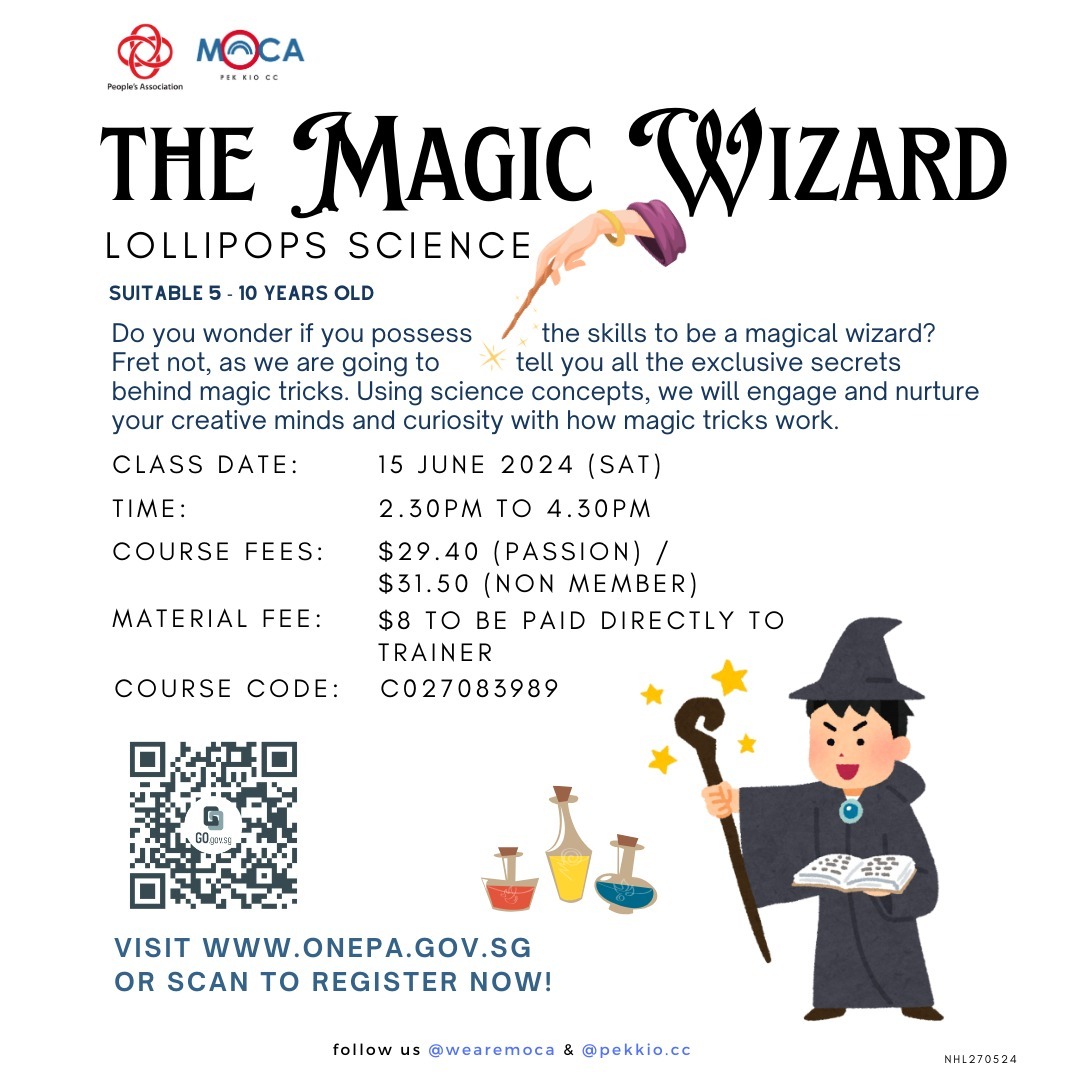 People's Association
MOCA
PEK KIO CC
THE MAGIC WIZARD
LOLLIPOPS SCIENCE
SUITABLE 5 - 10 YEARS OLD
Do you wonder if you possess the skills to be a magical wizard?
Fret not, as we are going to tell you all the exclusive secrets
behind magic tricks. Using science concepts, we will engage and nurture
your creative minds and curiosity with how magic tricks work.
CLASS DATE: 15 JUNE 2024 (SAT)
TIME: 2.30PM TO 4.30PM
COURSE FEES: $29.40 (PASSION) /
$31.50 (NON MEMBER)
MATERIAL FEE: $8 TO BE PAID DIRECTLY TO
TRAINER
COURSE CODE: C027083989
GO.gov.sg
VISIT WWW.ONEPA.GOV.SG
OR SCAN TO REGISTER NOW!
follow us @wearemoca & @pekkio.cc
NHL270524